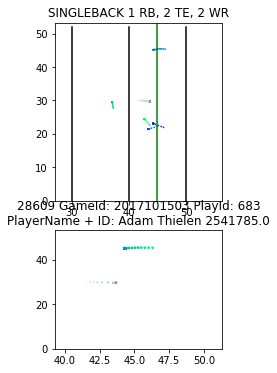 SINGLEBACK 1 RB, 2 TE, 2 WR
50
40
30
20
10
0
30 40 50
28609 GameId: 2017101503 PlayId: 683
PlayerName + ID: Adam Thielen 2541785.0
40
20
0
40.0 42.5 45.0 47.5 50.0